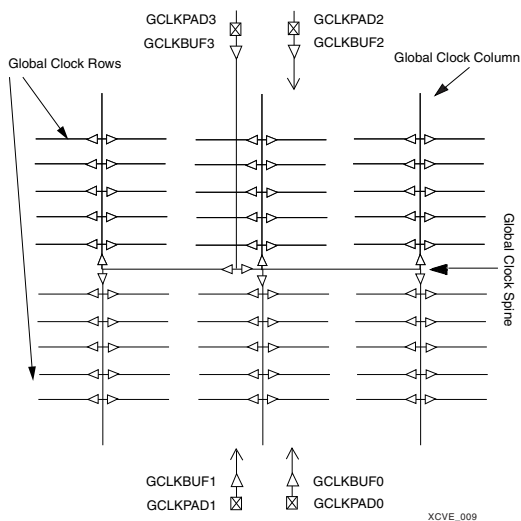 GCLKPAD3
GCLKBUF3
GCLKPAD2
GCLKBUF2
Global Clock Rows
Global Clock Column
Global Clock Spine
GCLKBUF1
GCLKPAD1
GCLKBUF0
GCLKPAD0
XCVE_009